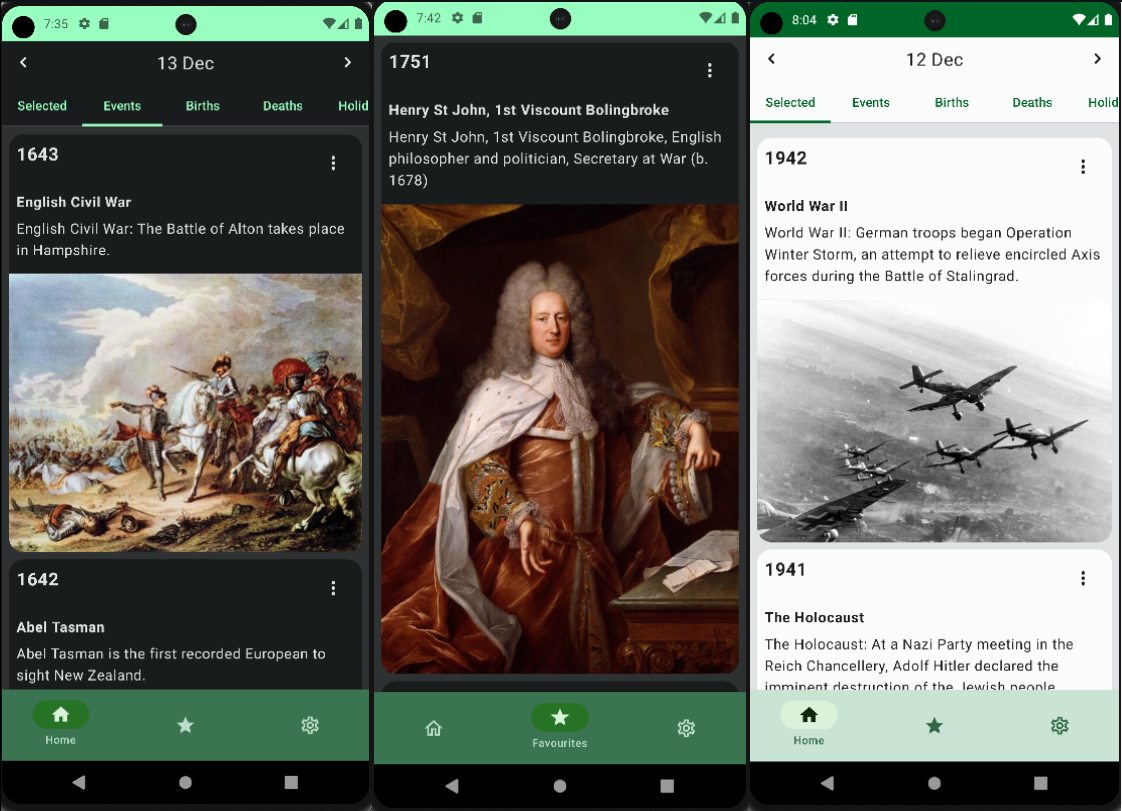 7:35
13 Dec
Selected Events Births Deaths Holid
1643
English Civil War
English Civil War: The Battle of Alton takes place
in Hampshire.
1642
Abel Tasman
Abel Tasman is the first recorded European to
sight New Zealand.
Home
7:42
1751
Henry St John, 1st Viscount Bolingbroke
Henry St John, 1st Viscount Bolingbroke, English
philosopher and politician, Secretary at War (b.
1678)
Favourites
8:04
12 Dec
Selected Events Births Deaths Holid
1942
World War II
World War II: German troops began Operation
Winter Storm, an attempt to relieve encircled Axis
forces during the Battle of Stalingrad.
1941
The Holocaust
The Holocaust: At a Nazi Party meeting in the
Reich Chancellery, Adolf Hitler declared the
imminent destruction of the Jewish people
Home